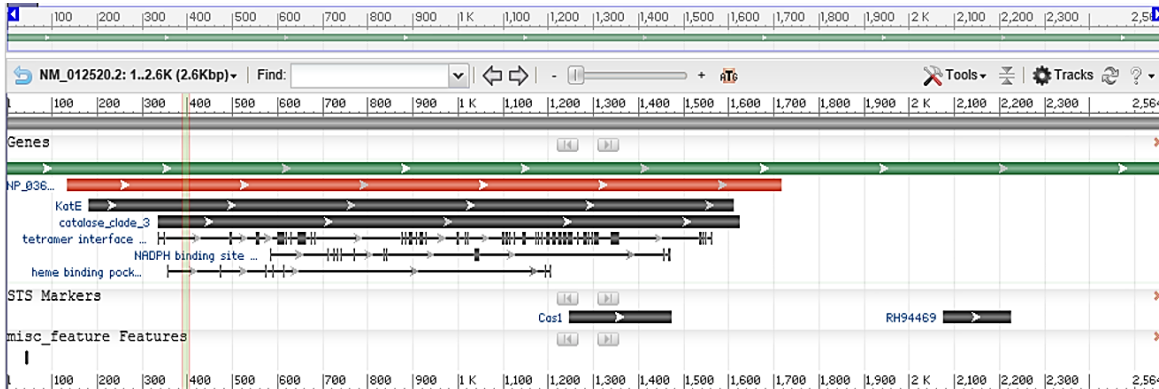 100 200 300 400 500 600 700 800 900 1 K 1,100 1,200 1,300 1,400 1,500 1,600 1,700 1,800 1,900 2 K 2,100 2,200 2,300 2,5
NM_012520.2: 1..2.6K (2.6Kbp) Find: - + ATG Tools Tracks ?
1 100 200 300 400 500 600 700 800 900 1 K 1,100 1,200 1,300 1,400 1,500 1,600 1,700 1,800 1,900 2 K 2,100 2,200 2,300 2,564
Genes
NP_036...
KatE
catalase_clade_3
tetramer interface ...
NADPH binding site ...
heme binding pock...
STS Markers
Cas1 RH94469
misc_feature Features
1 100 200 300 400 500 600 700 800 900 1 K 1,100 1,200 1,300 1,400 1,500 1,600 1,700 1,800 1,900 2 K 2,100 2,200 2,300 2,564